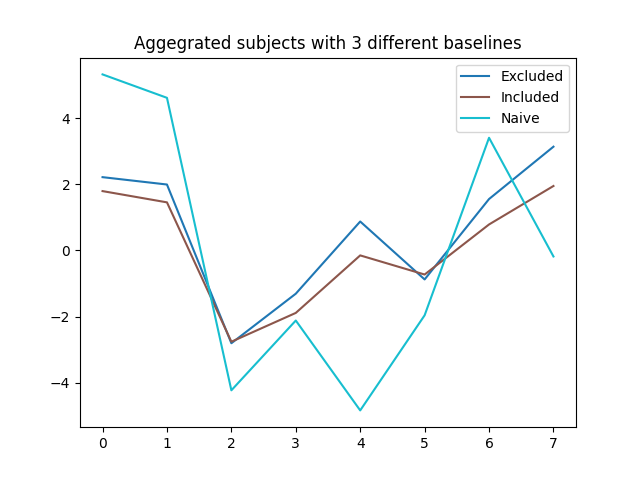 Aggegrated subjects with 3 different baselines
Excluded
Included
Naive
4
2
0
−2
−4
0 1 2 3 4 5 6 7